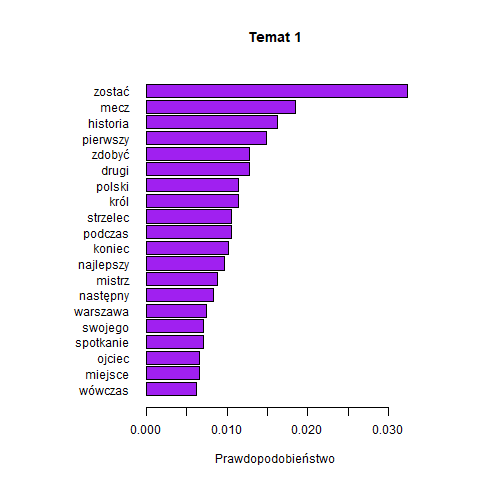 Temat 1
zostać
mecz
historia
pierwszy
zdobyć
drugi
polski
król
strzelec
podczas
koniec
najlepszy
mistrz
następny
warszawa
swojego
spotkanie
ojciec
miejsce
wówczas
0.000 0.010 0.020 0.030
Prawdopodobieństwo